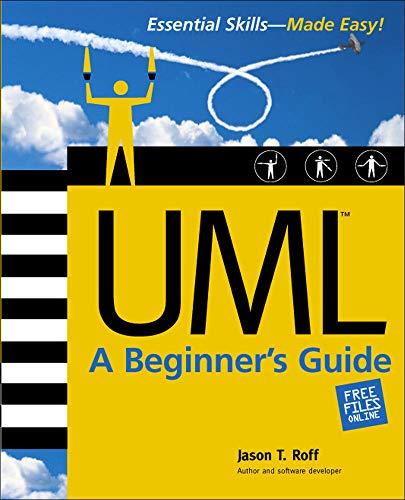 Essential Skills—Made Easy!
UML™
A Beginner's Guide
FREE
FILES
ONLINE
Jason T. Roff
Author and software developer